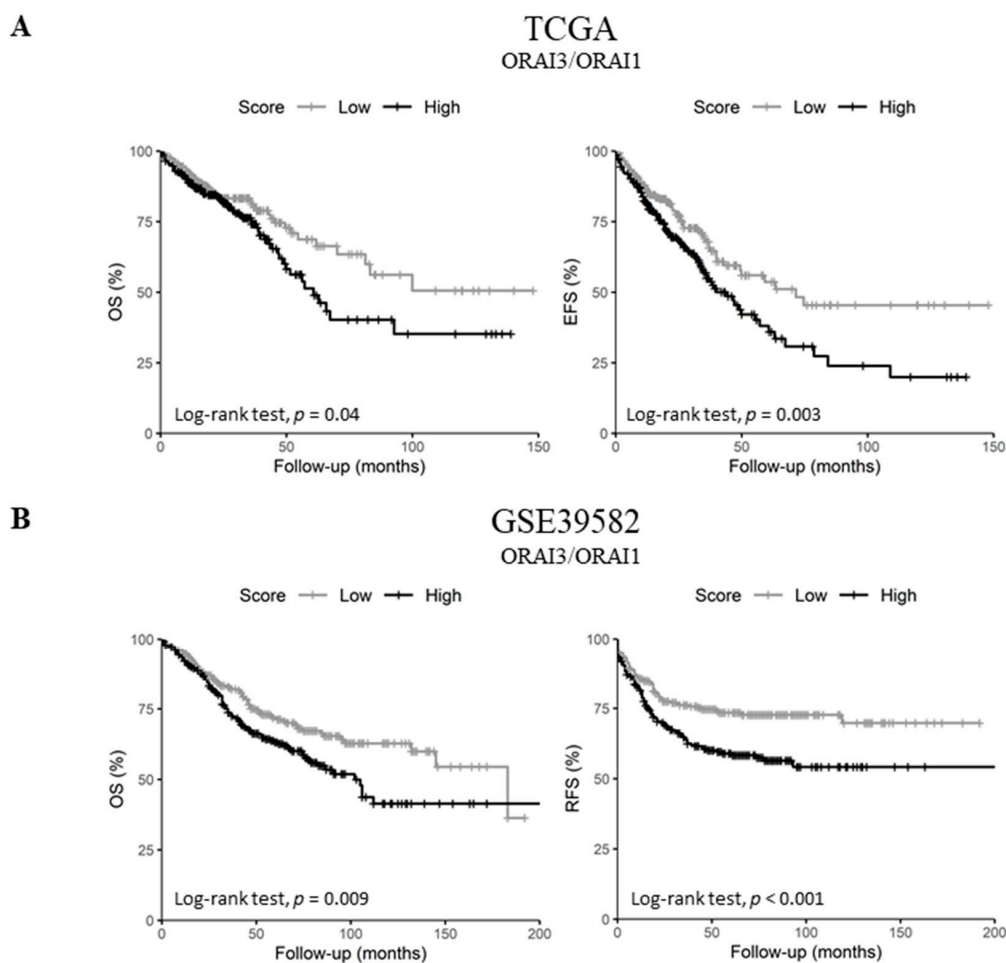 A
TCGA
ORAI3/ORAI1
Score Low High
Score Low High
100
75
50
25
0
OS (%)
Log-rank test, p = 0.04
0 50 100 150
Follow-up (months)
100
75
50
25
0
EFS (%)
Log-rank test, p = 0.003
0 50 100 150
Follow-up (months)
B
GSE39582
ORAI3/ORAI1
Score Low High
Score Low High
100
75
50
25
0
OS (%)
Log-rank test, p = 0.009
0 50 100 150 200
Follow-up (months)
100
75
50
25
0
RFS (%)
Log-rank test, p < 0.001
0 50 100 150 200
Follow-up (months)